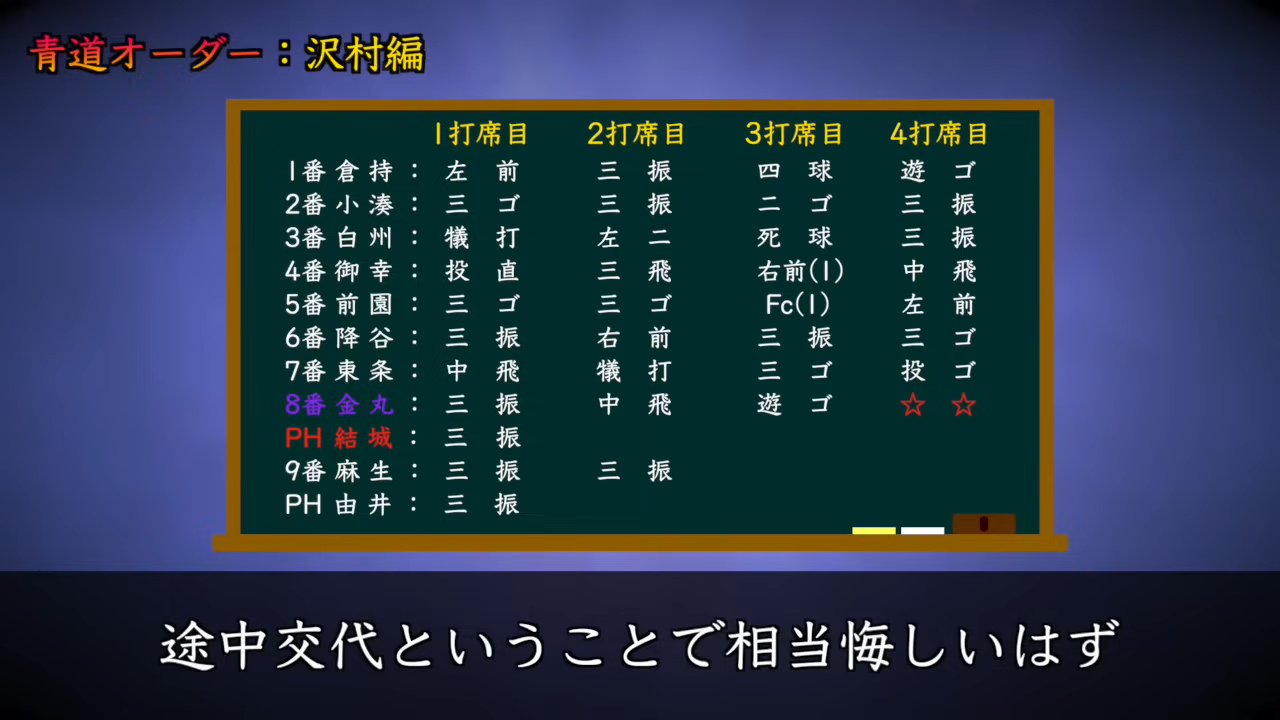 青道オーダー：沢村編
1打席目 2打席目 3打席目 4打席目
1番倉持： 左前 三振 四球 遊ゴ
2番小湊： 三ゴ 三振 二ゴ 三振
3番白州： 犠打 左二 死球 三振
4番御幸： 投直 三飛 右前(1) 中飛
5番前園： 三ゴ 三ゴ Fc(1) 左前
6番降谷： 三振 右前 三振 三ゴ
7番東条： 中飛 犠打 三ゴ 投ゴ
8番金丸： 三振 中飛 遊ゴ ☆☆
PH結城： 三振
9番麻生： 三振 三振
PH由井： 三振
途中交代ということで相当悔しいはず